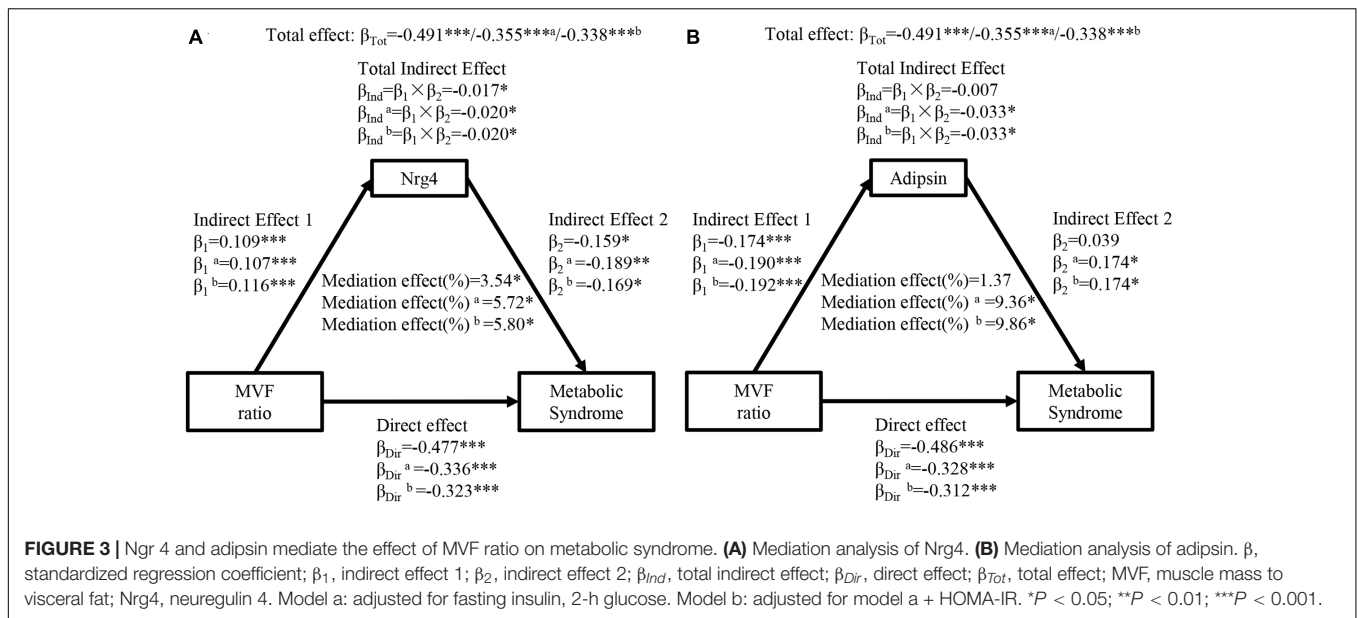 A
Total effect: βTot=-0.491***/-0.355***ᵃ/-0.338***ᵇ
Total Indirect Effect
βInd=β₁×β₂=-0.017*
βInd ᵃ=β₁×β₂=-0.020*
βInd ᵇ=β₁×β₂=-0.020*
Nrg4
Indirect Effect 1
β₁=0.109***
β₁ ᵃ=0.107***
β₁ ᵇ=0.116***
Indirect Effect 2
β₂=-0.159*
β₂ ᵃ=-0.189**
β₂ ᵇ=-0.169*
Mediation effect(%)=3.54*
Mediation effect(%) ᵃ=5.72*
Mediation effect(%) ᵇ=5.80*
MVF
ratio
Metabolic
Syndrome
Direct effect
βDir=-0.477***
βDir ᵃ=-0.336***
βDir ᵇ=-0.323***
B
Total effect: βTot=-0.491***/-0.355***ᵃ/-0.338***ᵇ
Total Indirect Effect
βInd=β₁×β₂=-0.007
βInd ᵃ=β₁×β₂=-0.033*
βInd ᵇ=β₁×β₂=-0.033*
Adipsin
Indirect Effect 1
β₁=-0.174***
β₁ ᵃ=-0.190***
β₁ ᵇ=-0.192***
Indirect Effect 2
β₂=0.039
β₂ ᵃ=0.174*
β₂ ᵇ=0.174*
Mediation effect(%)=1.37
Mediation effect(%) ᵃ=9.36*
Mediation effect(%) ᵇ=9.86*
MVF
ratio
Metabolic
Syndrome
Direct effect
βDir=-0.486***
βDir ᵃ=-0.328***
βDir ᵇ=-0.312***
FIGURE 3 | Ngr 4 and adipsin mediate the effect of MVF ratio on metabolic syndrome. (A) Mediation analysis of Nrg4. (B) Mediation analysis of adipsin. β,
standardized regression coefficient; β₁, indirect effect 1; β₂, indirect effect 2; βInd, total indirect effect; βDir, direct effect; βTot, total effect; MVF, muscle mass to
visceral fat; Nrg4, neuregulin 4. Model a: adjusted for fasting insulin, 2-h glucose. Model b: adjusted for model a + HOMA-IR. *P < 0.05; **P < 0.01; ***P < 0.001.